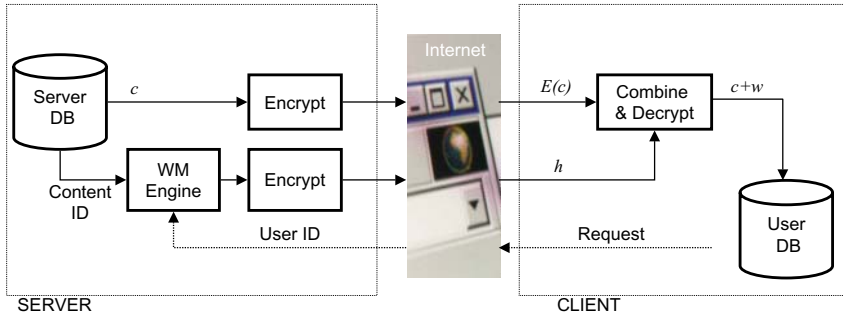 Internet
Server
DB
c
Encrypt
E(c)
Combine
& Decrypt
c+w
Content
ID
WM
Engine
Encrypt
h
User ID
Request
User
DB
SERVER
CLIENT